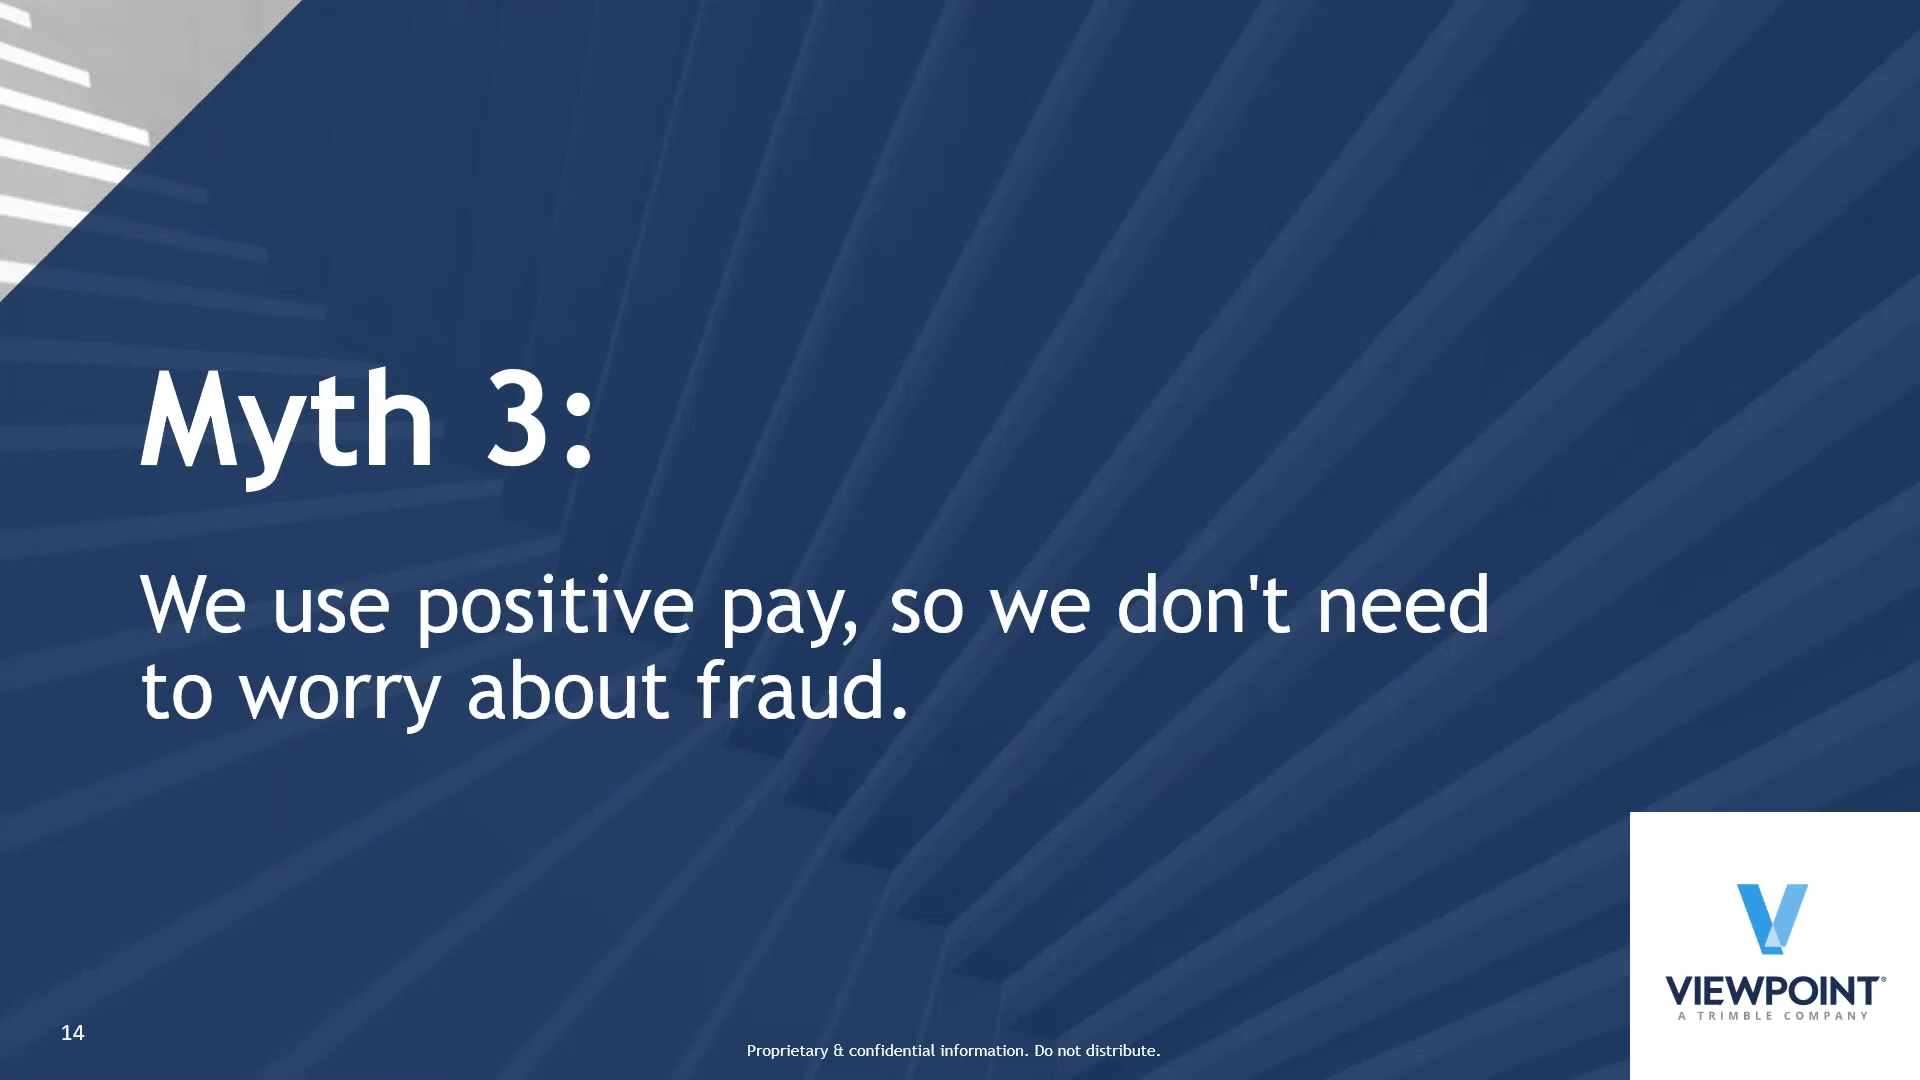 Myth 3:
We use positive pay, so we don't need
to worry about fraud.
VIEWPOINT®
A TRIMBLE COMPANY
14
Proprietary & confidential information. Do not distribute.